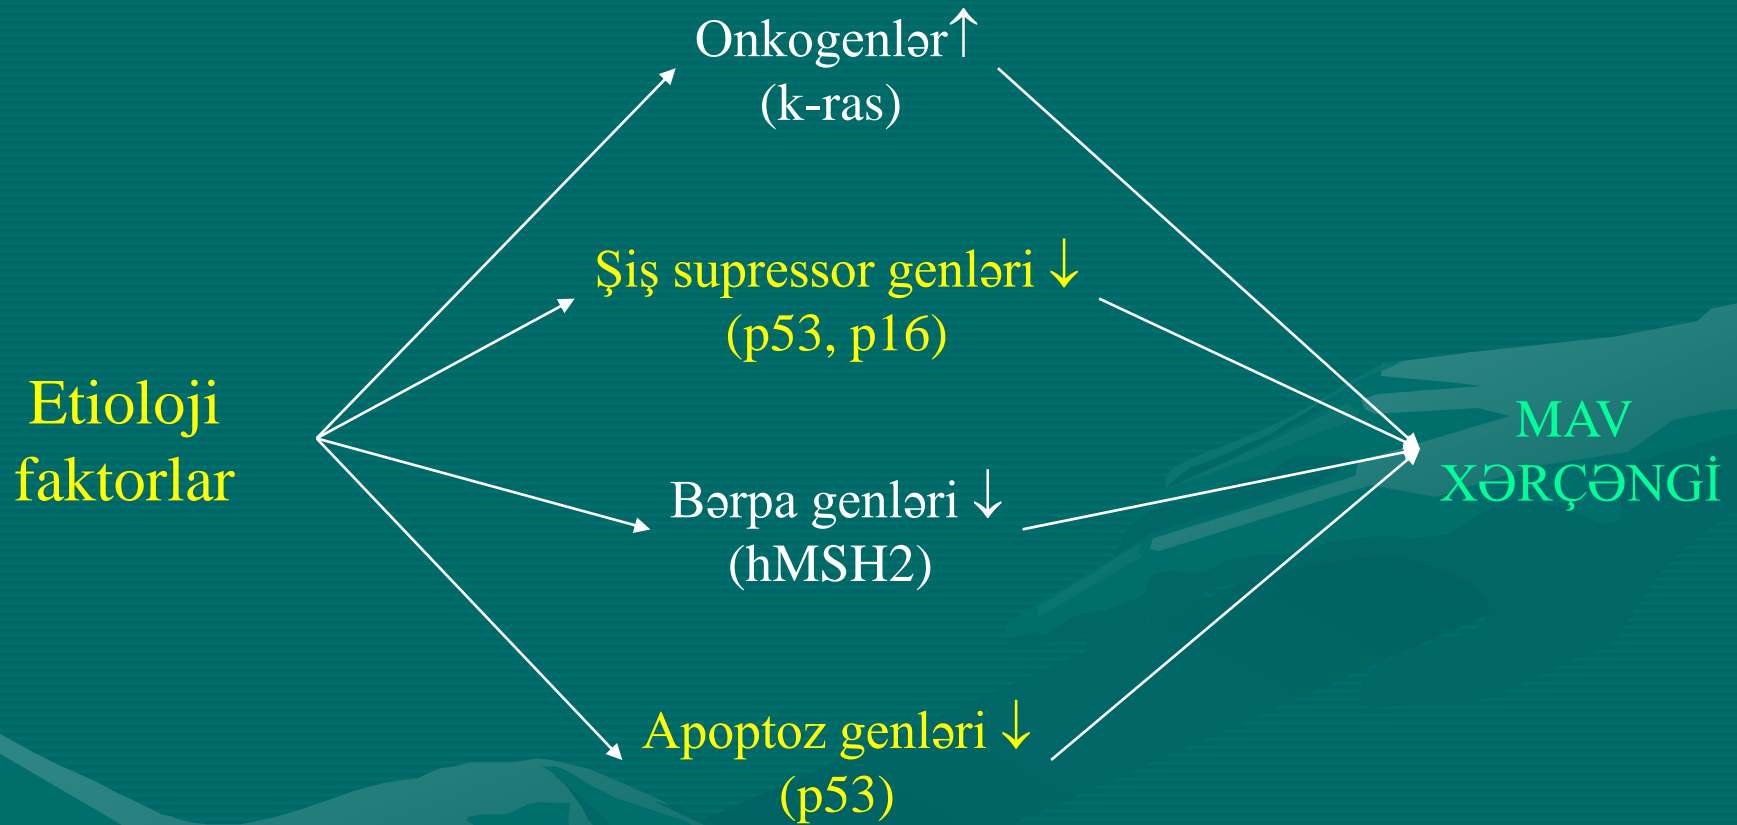 Onkogenlər↑
(k-ras)
Şiş supressor genləri ↓
(p53, p16)
Etioloji
faktorlar
MAV
XƏRÇƏNGİ
Bərpa genləri ↓
(hMSH2)
Apoptoz genləri ↓
(p53)